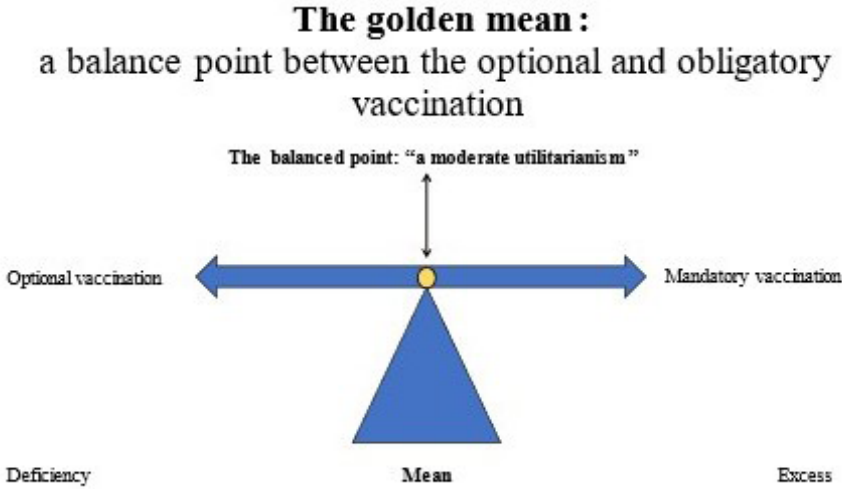 The golden mean:
a balance point between the optional and obligatory
vaccination
The balanced point: “a moderate utilitarianism”
Optional vaccination
Mandatory vaccination
Deficiency
Mean
Excess